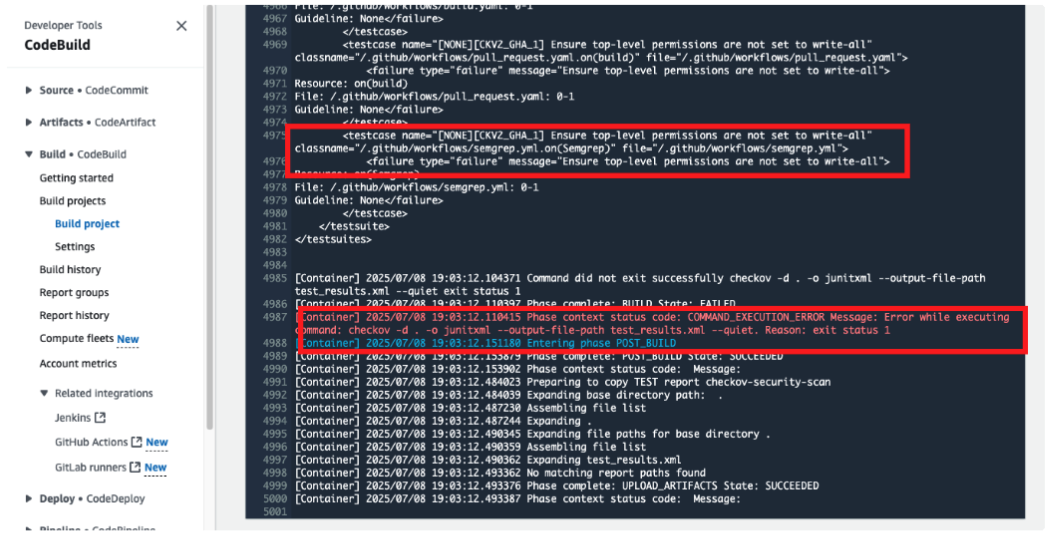 Developer Tools
CodeBuild
Source • CodeCommit
Artifacts • CodeArtifact
Build • CodeBuild
Getting started
Build projects
Build project
Settings
Build history
Report groups
Report history
Compute fleets New
Account metrics
Related integrations
Jenkins
GitHub Actions New
GitLab runners New
Deploy • CodeDeploy
Pipeline • CodePipeline
4966 File: /.github/workflows/build.yaml: 0-1
4967 Guideline: None</failure>
4968 </testcase>
4969 <testcase name="[NONE][CKV2_GHA_1] Ensure top-level permissions are not set to write-all"
classname="/.github/workflows/pull_request.yaml.on(build)" file="/.github/workflows/pull_request.yaml">
4970 <failure type="failure" message="Ensure top-level permissions are not set to write-all">
4971 Resource: on(build)
4972 File: /.github/workflows/pull_request.yaml: 0-1
4973 Guideline: None</failure>
4974 </testcase>
4975 <testcase name="[NONE][CKV2_GHA_1] Ensure top-level permissions are not set to write-all"
classname="/.github/workflows/semgrep.yml.on(Semgrep)" file="/.github/workflows/semgrep.yml">
4976 <failure type="failure" message="Ensure top-level permissions are not set to write-all">
4977 Resource: on(Semgrep)
4978 File: /.github/workflows/semgrep.yml: 0-1
4979 Guideline: None</failure>
4980 </testcase>
4981 </testsuite>
4982 </testsuites>
4983
4984
4985 [Container] 2025/07/08 19:03:12.104371 Command did not exit successfully checkov -d . -o junitxml --output-file-path
test_results.xml --quiet exit status 1
4986 [Container] 2025/07/08 19:03:12.110397 Phase complete: BUILD State: FAILED
4987 [Container] 2025/07/08 19:03:12.110415 Phase context status code: COMMAND_EXECUTION_ERROR Message: Error while executing
command: checkov -d . -o junitxml --output-file-path test_results.xml --quiet. Reason: exit status 1
4988 [Container] 2025/07/08 19:03:12.151180 Entering phase POST_BUILD
4989 [Container] 2025/07/08 19:03:12.153879 Phase complete: POST_BUILD State: SUCCEEDED
4990 [Container] 2025/07/08 19:03:12.153902 Phase context status code: Message:
4991 [Container] 2025/07/08 19:03:12.484023 Preparing to copy TEST report checkov-security-scan
4992 [Container] 2025/07/08 19:03:12.484039 Expanding base directory path: .
4993 [Container] 2025/07/08 19:03:12.487230 Assembling file list
4994 [Container] 2025/07/08 19:03:12.487244 Expanding .
4995 [Container] 2025/07/08 19:03:12.490345 Expanding file paths for base directory .
4996 [Container] 2025/07/08 19:03:12.490359 Assembling file list
4997 [Container] 2025/07/08 19:03:12.490362 Expanding test_results.xml
4998 [Container] 2025/07/08 19:03:12.493362 No matching report paths found
4999 [Container] 2025/07/08 19:03:12.493376 Phase complete: UPLOAD_ARTIFACTS State: SUCCEEDED
5000 [Container] 2025/07/08 19:03:12.493387 Phase context status code: Message:
5001